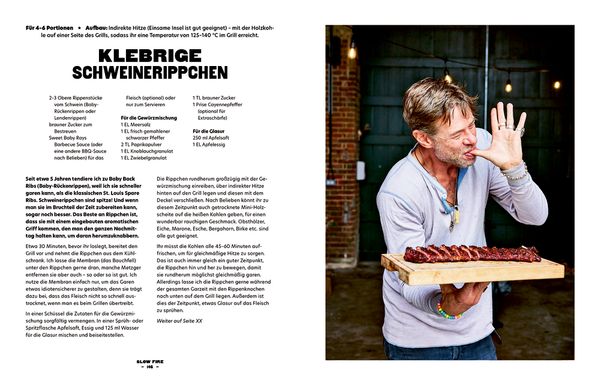 Für 4–6 Portionen • Aufbau: Indirekte Hitze (Einsame Insel ist gut geeignet) – mit der Holzkoh-
le auf einer Seite des Grills, sodass ihr eine Temperatur von 125–140 °C im Grill erreicht.
KLEBRIGE
SCHWEINERIPPCHEN
2–3 Obere Rippenstücke
vom Schwein (Baby-
Rückenrippen oder
Lendenrippen)
brauner Zucker zum
Bestreuen
Sweet Baby Rays
Barbecue Sauce (oder
eine andere BBQ-Sauce
nach Belieben) für das
Fleisch (optional) oder
nur zum Servieren
Für die Gewürzmischung
1 EL Meersalz
1 EL frisch gemahlener
schwarzer Pfeffer
2 TL Paprikapulver
1 EL Knoblauchgranulat
1 EL Zwiebelgranulat
1 TL brauner Zucker
1 Prise Cayennepfeffer
(optional für
Extraschärfe)
Für die Glasur
250 ml Apfelsaft
1 EL Apfelessig
Seit etwa 5 Jahren tendiere ich zu Baby Back
Ribs (Baby-Rückenrippen), weil ich sie schneller
garen kann, als die klassischen St. Louis Spare
Ribs. Schweinerippchen sind spitze! Und wenn
man sie im Bruchteil der Zeit zubereiten kann,
sogar noch besser. Das Beste an Rippchen ist,
dass sie mit einem eingebauten aromatischen
Griff kommen, den man den ganzen Nachmit-
tag halten kann, um daran herumzuknabbern.
Etwa 30 Minuten, bevor ihr loslegt, bereitet den
Grill vor und nehmt die Rippchen aus dem Kühl-
schrank. Ich lasse die Membran (das Bauchfell)
unter den Rippchen gerne dran, manche Metzger
entfernen sie aber auch – so oder so ist gut. Ich
nutze die Membran einfach nur, um das Garen
etwas idiotensicherer zu gestalten, denn sie trägt
dazu bei, dass das Fleisch nicht so schnell aus-
trocknet, wenn man es beim Grillen übertreibt.
In einer Schüssel die Zutaten für die Gewürzmi-
schung sorgfältig vermengen. In einer Sprüh- oder
Spritzflasche Apfelsaft, Essig und 125 ml Wasser
für die Glasur mischen und beiseitestellen.
Die Rippchen rundherum großzügig mit der Ge-
würzmischung einreiben, über indirekter Hitze
hinten auf den Grill legen und diesen mit dem
Deckel verschließen. Nach Belieben könnt ihr zu
diesem Zeitpunkt auch getrocknete Mini-Holz-
scheite auf die heißen Kohlen geben, für einen
wunderbar rauchigen Geschmack. Obsthölzer,
Eiche, Marone, Esche, Bergahorn, Birke etc. sind
alle gut geeignet.
Ihr müsst die Kohlen alle 45–60 Minuten auf-
frischen, um für gleichmäßige Hitze zu sorgen.
Das ist auch immer gleich ein guter Zeitpunkt,
die Rippchen hin und her zu bewegen, damit
sie rundherum möglichst gleichmäßig garen.
Allerdings lasse ich die Rippchen gerne während
der gesamten Garzeit mit den Rippenknochen
nach unten auf dem Grill liegen. Außerdem ist
dies der Zeitpunkt, etwas Glasur auf das Fleisch
zu sprühen.
Weiter auf Seite XX
SLOW FIRE